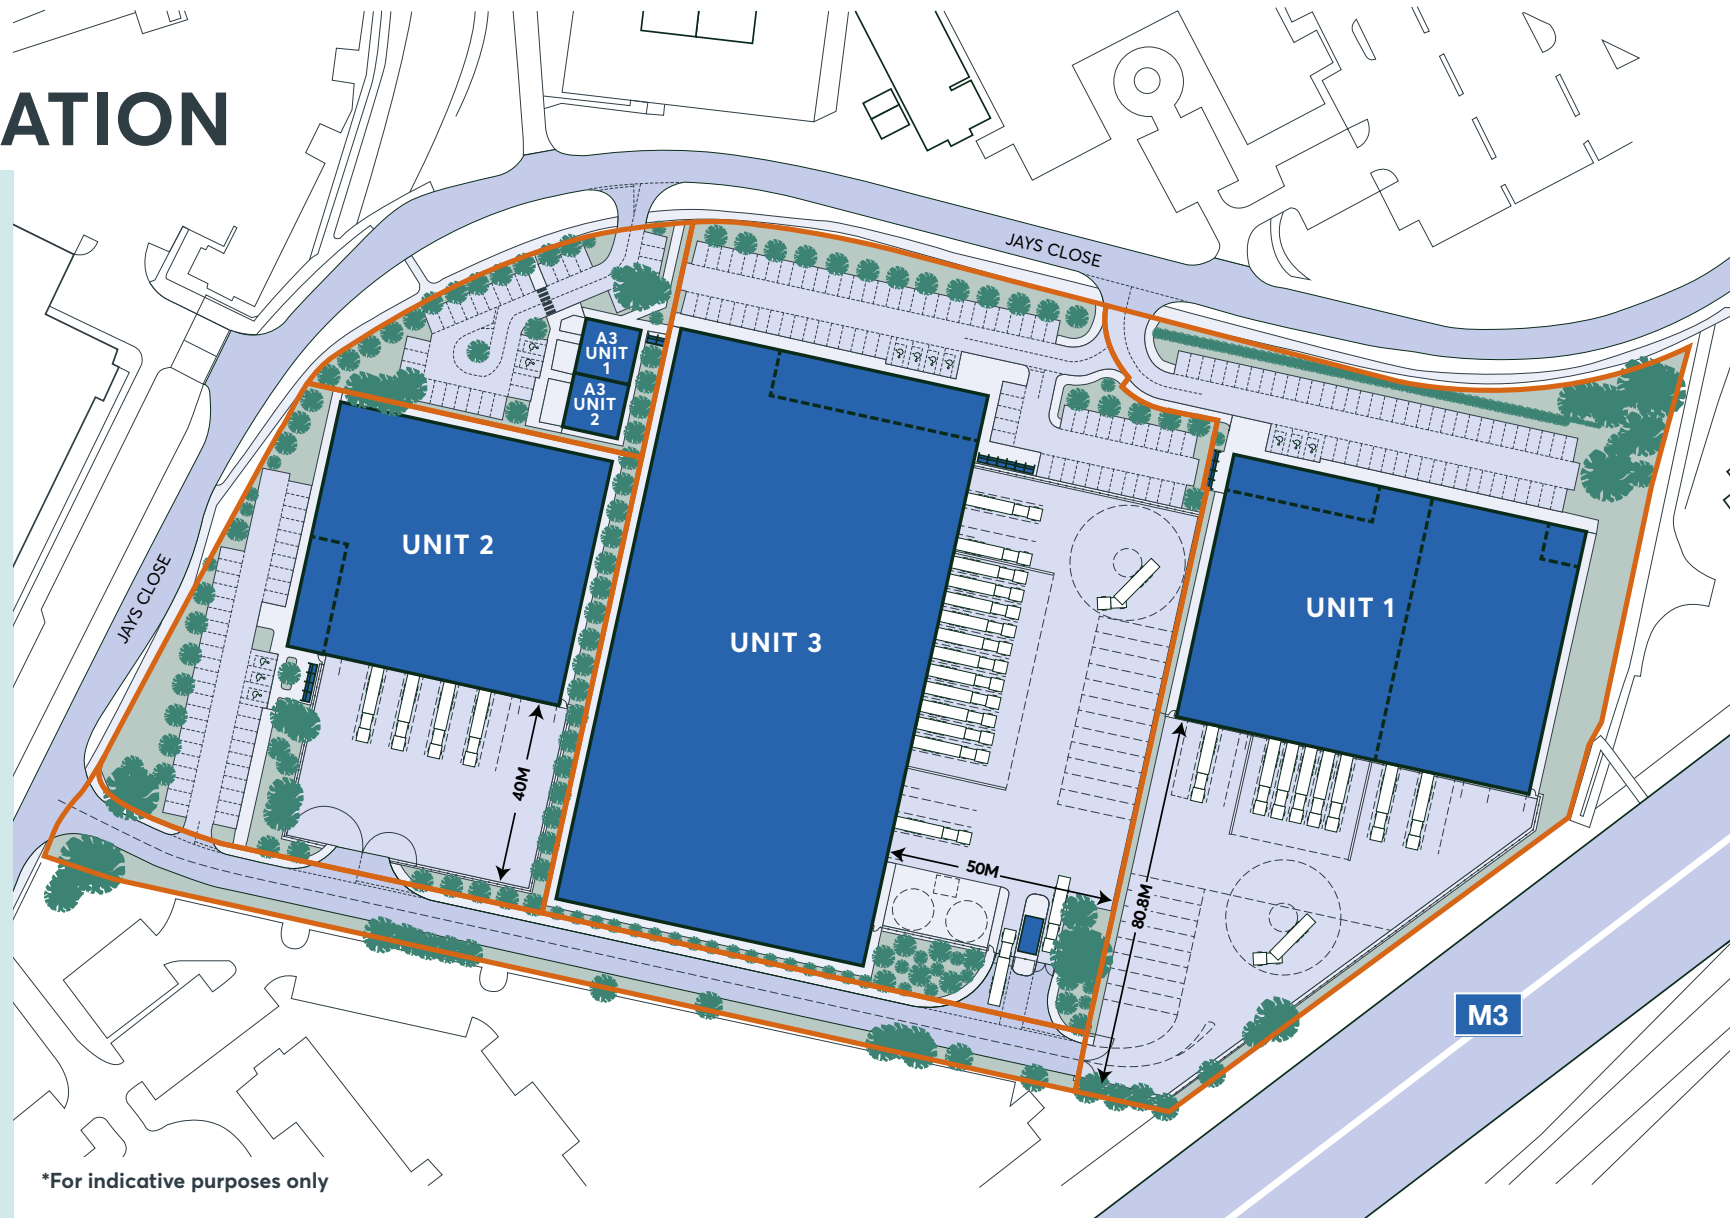 ATION
JAYS CLOSE
A3
UNIT
1
A3
UNIT
2
UNIT 2
UNIT 3
UNIT 1
JAYS CLOSE
40M
50M
80.8M
M3
*For indicative purposes only